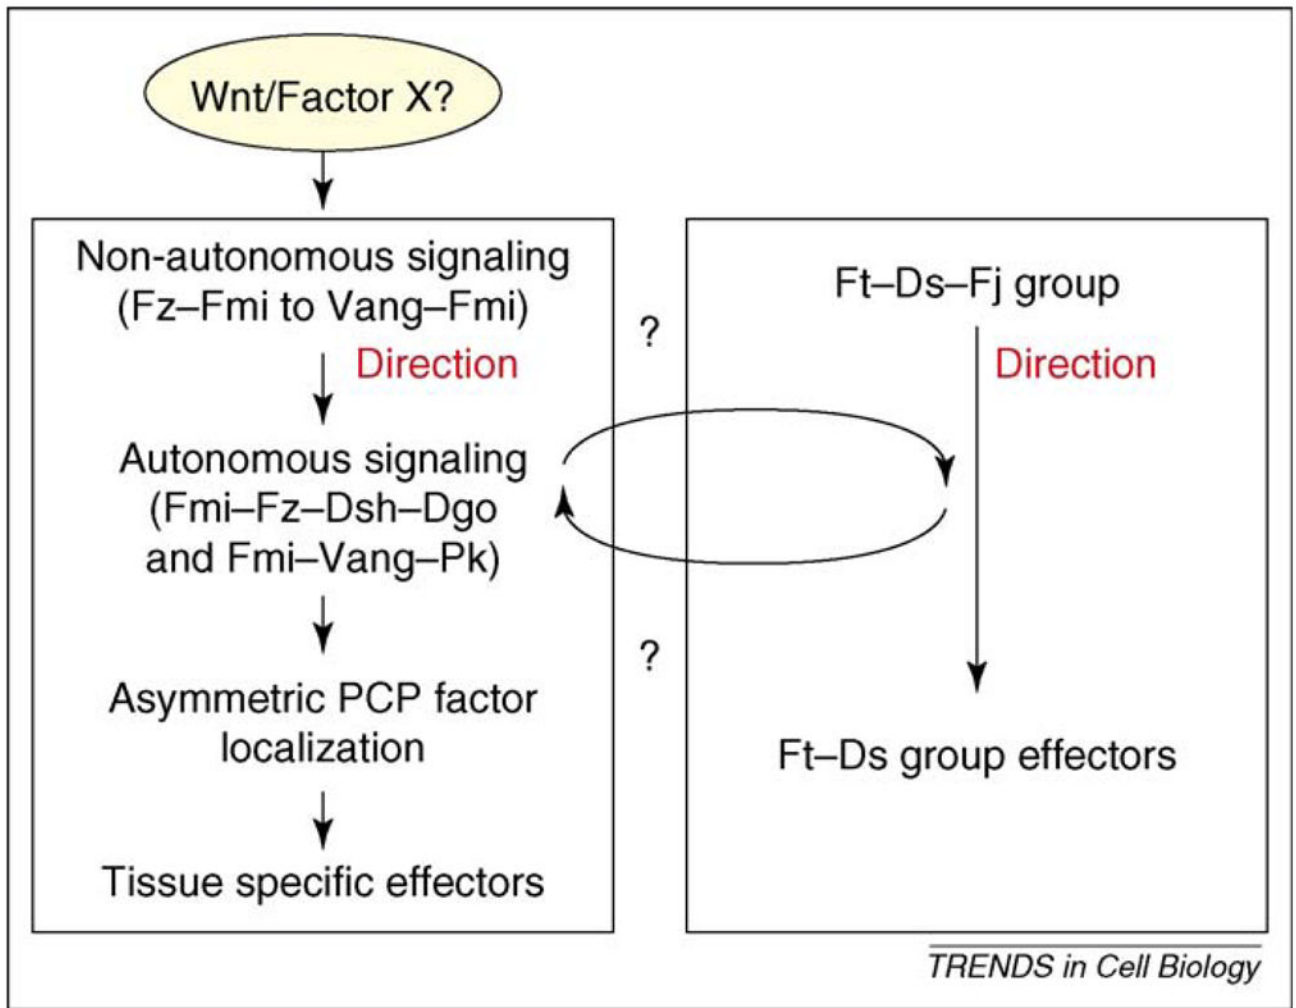 Wnt/Factor X?
Non-autonomous signaling
(Fz–Fmi to Vang–Fmi)
Direction
Autonomous signaling
(Fmi–Fz–Dsh–Dgo
and Fmi–Vang–Pk)
Asymmetric PCP factor
localization
Tissue specific effectors
?
?
Ft–Ds–Fj group
Direction
Ft–Ds group effectors
TRENDS in Cell Biology